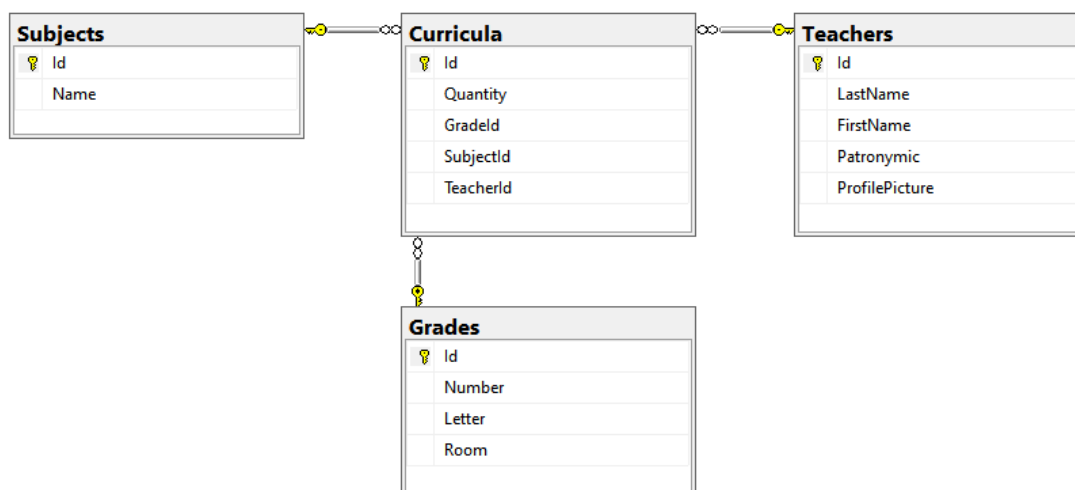 Subjects
Id
Name
Curricula
Id
Quantity
GradeId
SubjectId
TeacherId
Teachers
Id
LastName
FirstName
Patronymic
ProfilePicture
Grades
Id
Number
Letter
Room